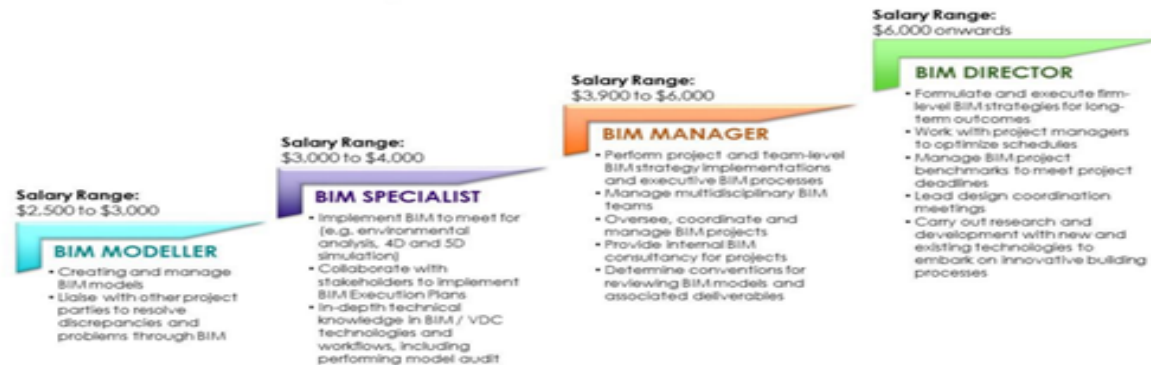 Salary Range:
$2,500 to $3,000
BIM MODELLER
• Creating and manage
BIM models
• Liaise with other project
parties to resolve
discrepancies and
problems through BIM
Salary Range:
$3,000 to $4,000
BIM SPECIALIST
• Implement BIM to meet for
(e.g. environmental
analysis, 4D and 5D
simulation)
• Collaborate with
stakeholders to implement
BIM Execution Plans
• In-depth technical
knowledge in BIM / VDC
technologies and
workflows, including
performing model audit
Salary Range:
$3,900 to $6,000
BIM MANAGER
• Perform project and team-level
BIM strategy implementations
and executive BIM processes
• Manage multidisciplinary BIM
teams
• Oversee, coordinate and
manage BIM projects
• Provide internal BIM
consultancy for projects
• Determine conventions for
reviewing BIM models and
associated deliverables
Salary Range:
$6,000 onwards
BIM DIRECTOR
• Formulate and execute firm-
level BIM strategies for long-
term outcomes
• Work with project managers
to optimize schedules
• Manage BIM project
benchmarks to meet project
deadlines
• Lead design coordination
meetings
• Carry out research and
development with new and
existing technologies to
embark on innovative building
processes